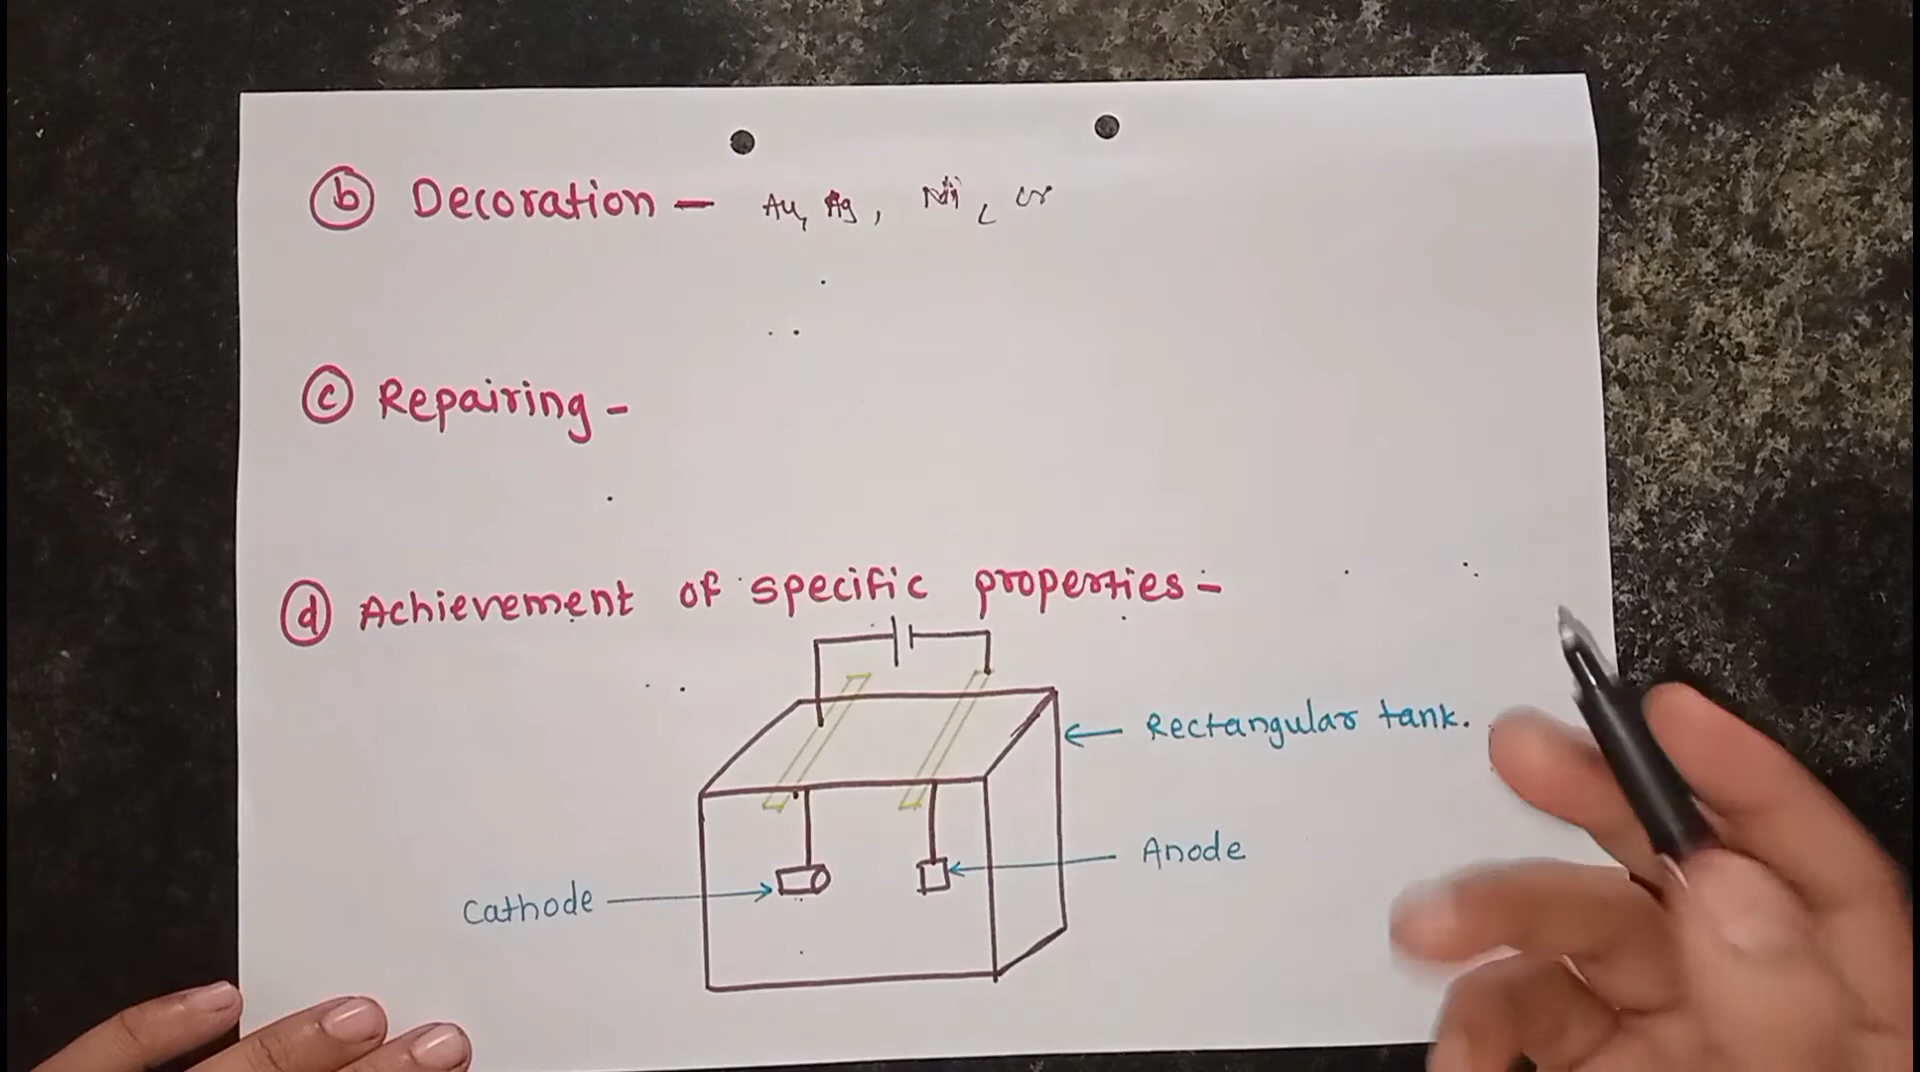 b Decoration - Au, Ag, Ni, Cr
c Repairing -
d Achievement of specific properties -
Rectangular tank.
Anode
Cathode